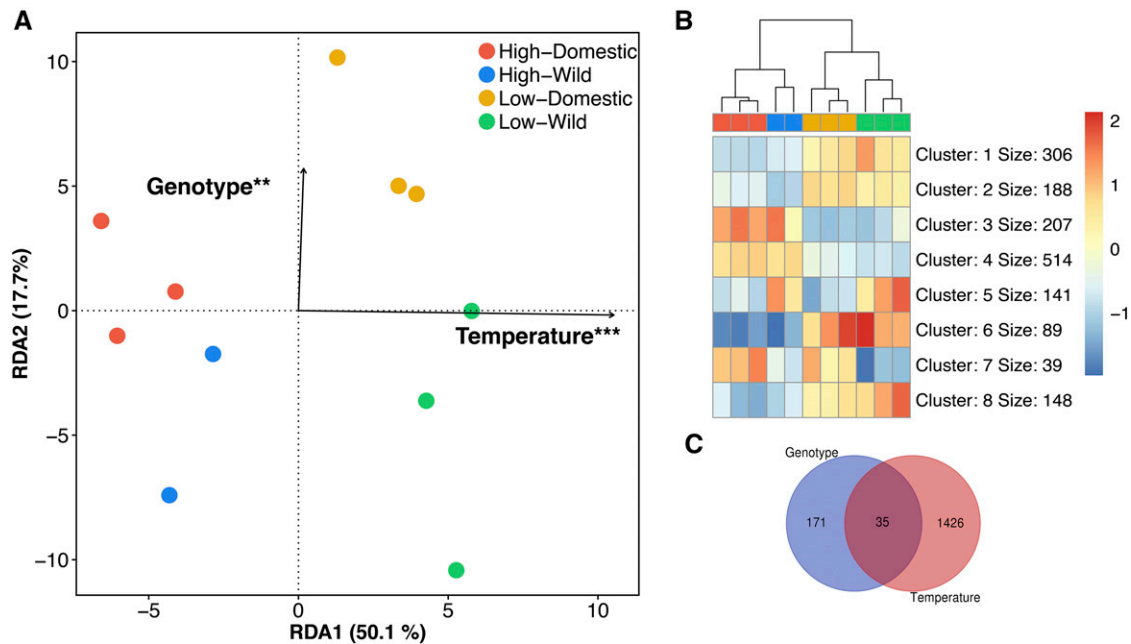 A
High−Domestic
High−Wild
Low−Domestic
Low−Wild
Genotype**
Temperature***
10
5
0
−5
−10
RDA2 (17.7%)
−5
0
5
10
RDA1 (50.1 %)
B
Cluster: 1 Size: 306
Cluster: 2 Size: 188
Cluster: 3 Size: 207
Cluster: 4 Size: 514
Cluster: 5 Size: 141
Cluster: 6 Size: 89
Cluster: 7 Size: 39
Cluster: 8 Size: 148
2
1
0
−1
C
Genotype
171
35
1426
Temperature